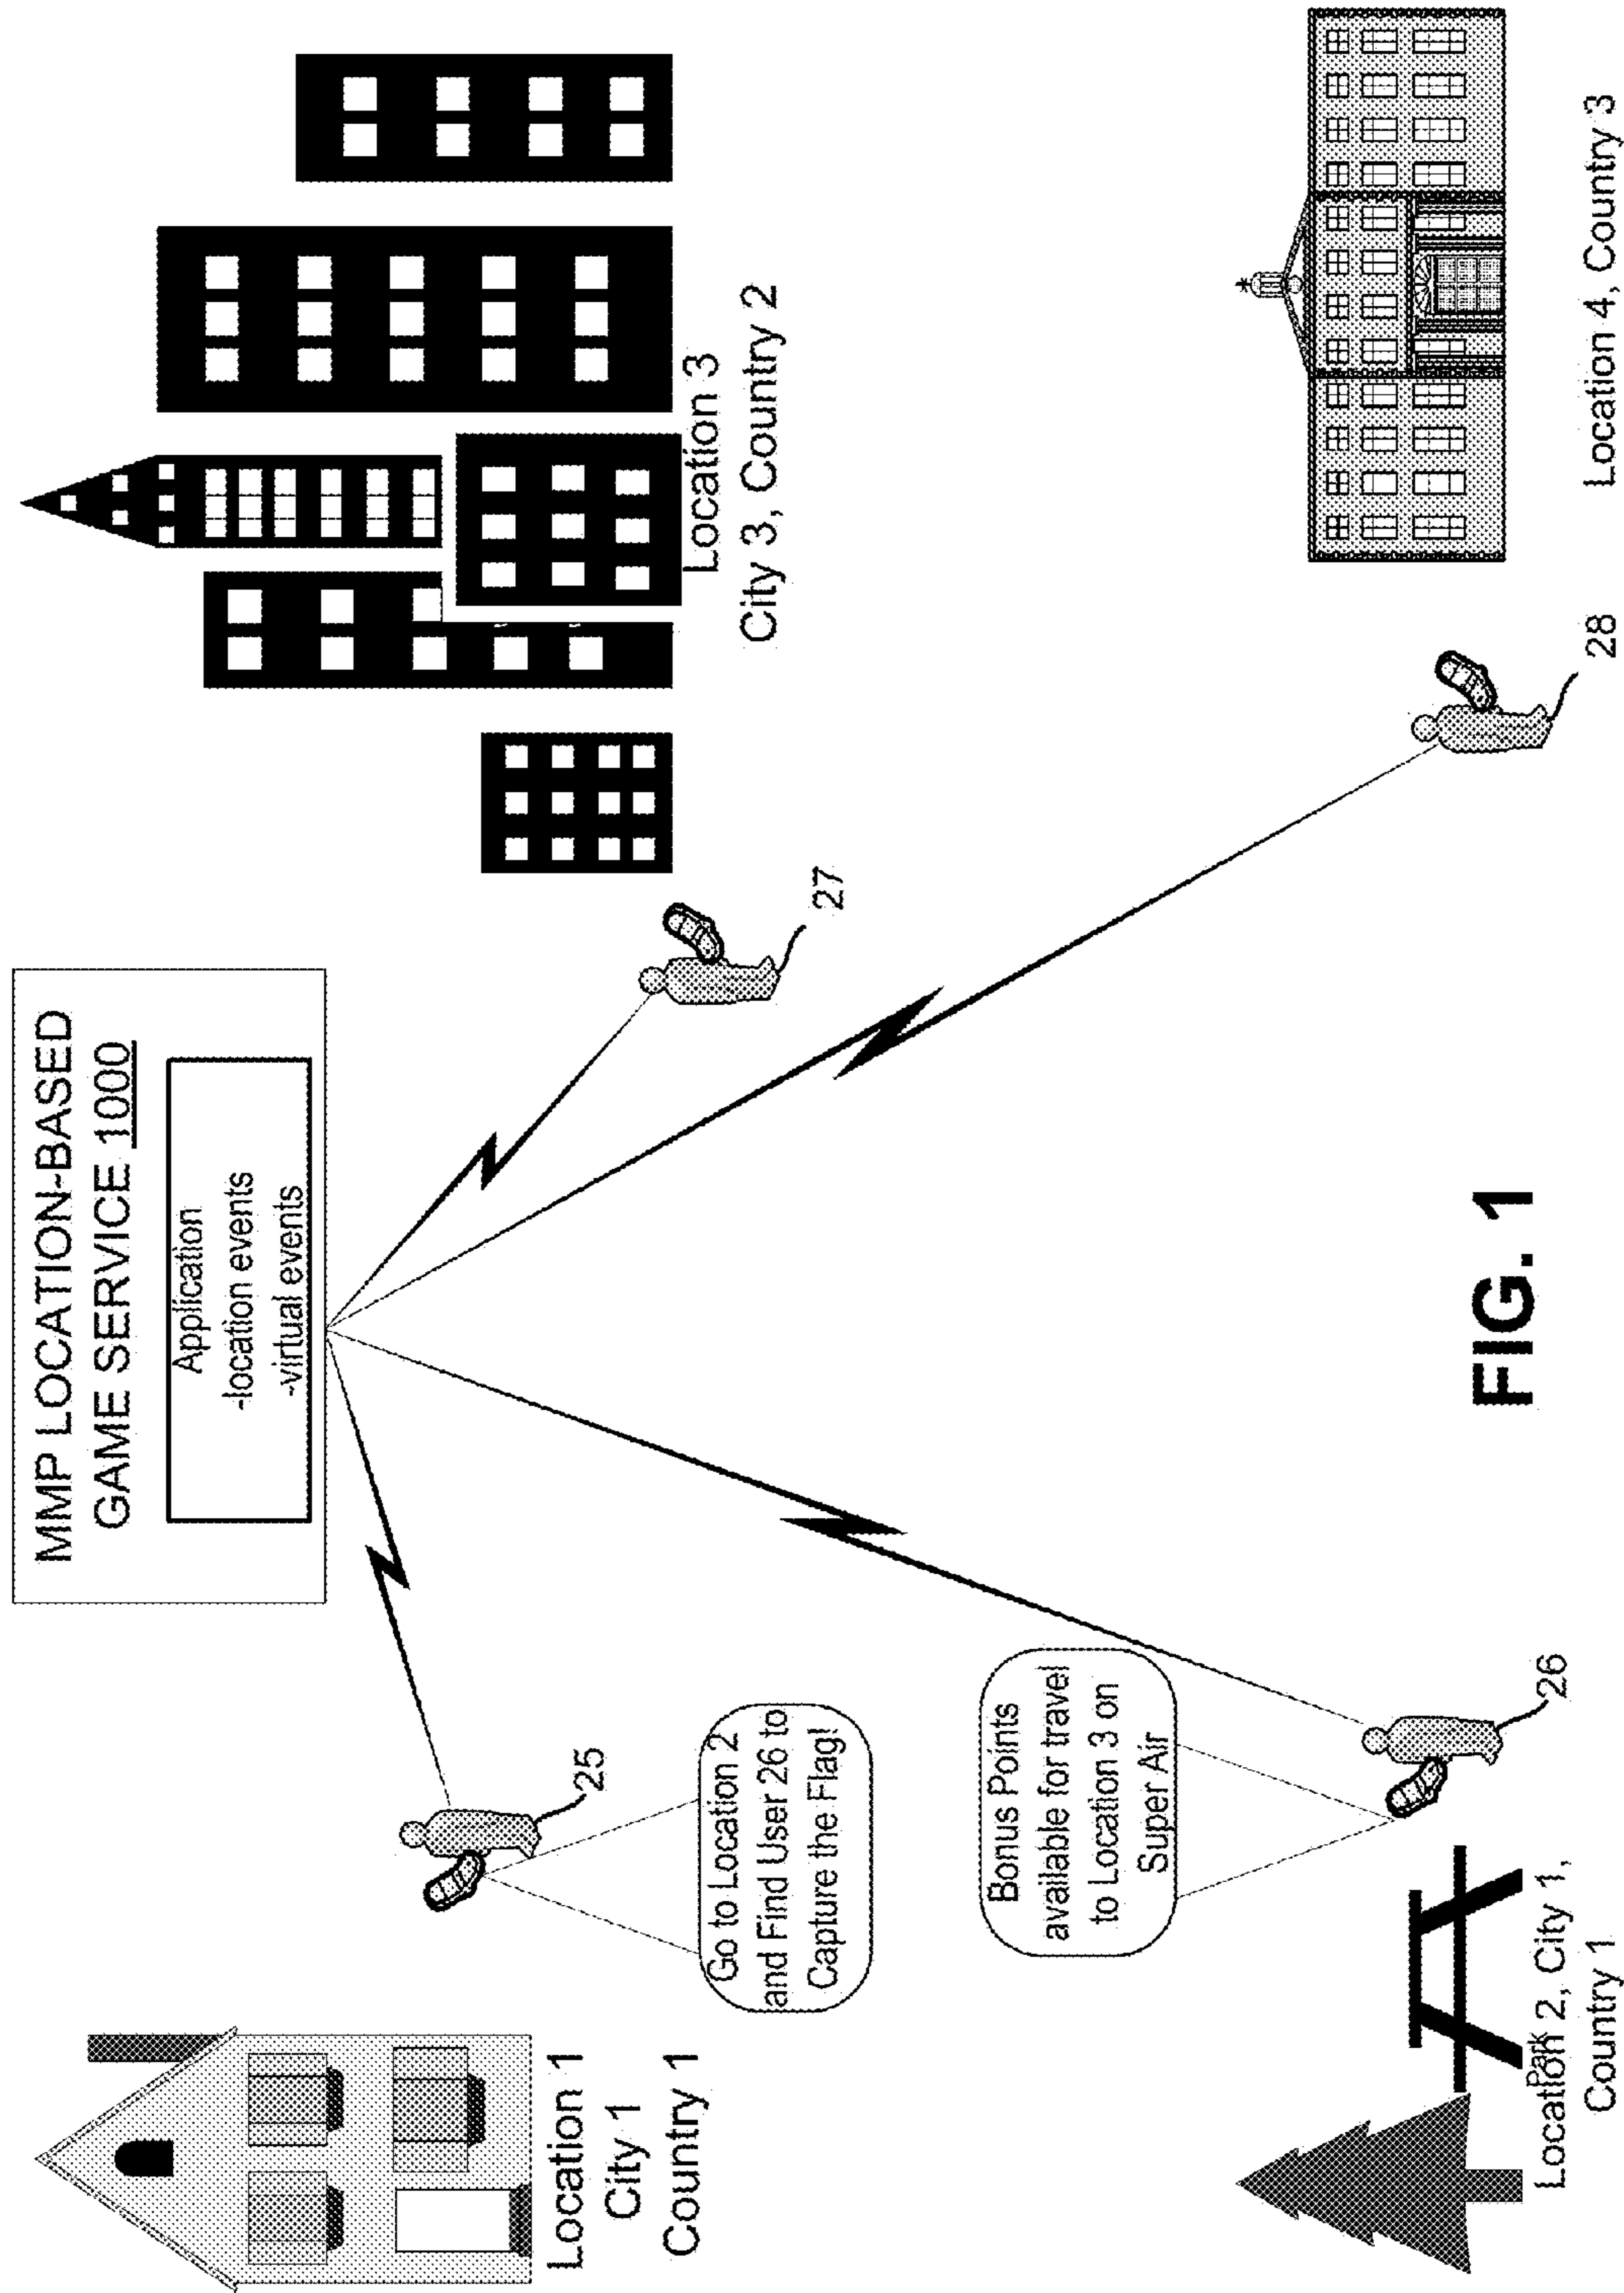 MMP LOCATION-BASED
GAME SERVICE 1000
Application
-location events
-virtual events
Location 1
City 1
Country 1
25
Go to Location 2
and Find User 26 to
Capture the Flag!
27
Location 3
City 3, Country 2
Bonus Points
available for travel
to Location 3 on
Super Air
Park
Location 2, City 1,
Country 1
26
28
Location 4, Country 3
FIG. 1